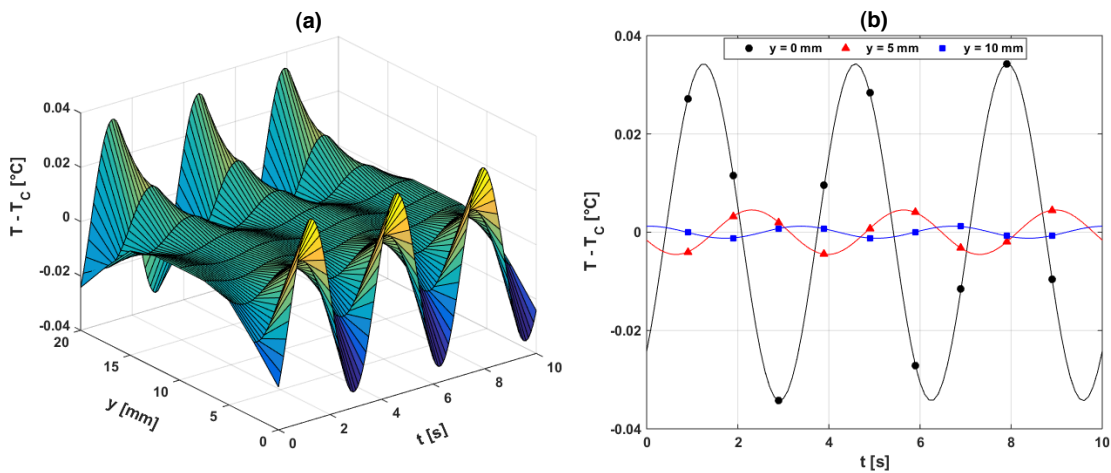 (a)
0.04
0.02
0
-0.02
-0.04
T - T_C [°C]
20
15
10
5
0
y [mm]
0
2
4
6
8
10
t [s]
(b)
y = 0 mm y = 5 mm y = 10 mm
0.04
0.02
0
-0.02
-0.04
T - T_C [°C]
0 2 4 6 8 10
t [s]